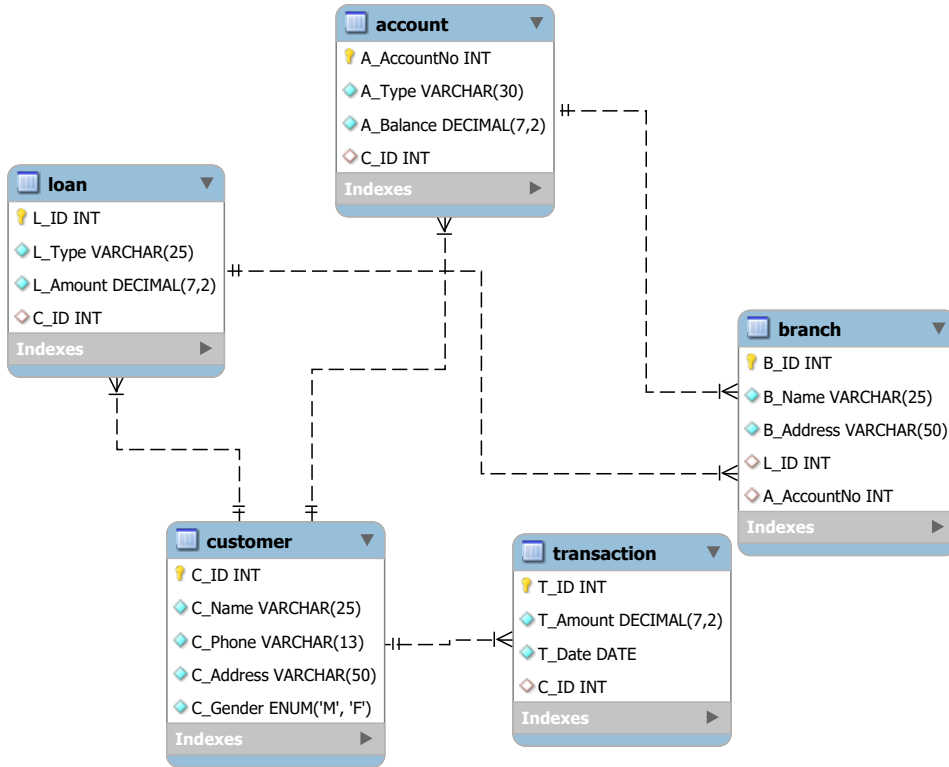 account
A_AccountNo INT
A_Type VARCHAR(30)
A_Balance DECIMAL(7,2)
C_ID INT
Indexes
loan
L_ID INT
L_Type VARCHAR(25)
L_Amount DECIMAL(7,2)
C_ID INT
Indexes
branch
B_ID INT
B_Name VARCHAR(25)
B_Address VARCHAR(50)
L_ID INT
A_AccountNo INT
Indexes
customer
C_ID INT
C_Name VARCHAR(25)
C_Phone VARCHAR(13)
C_Address VARCHAR(50)
C_Gender ENUM('M', 'F')
Indexes
transaction
T_ID INT
T_Amount DECIMAL(7,2)
T_Date DATE
C_ID INT
Indexes